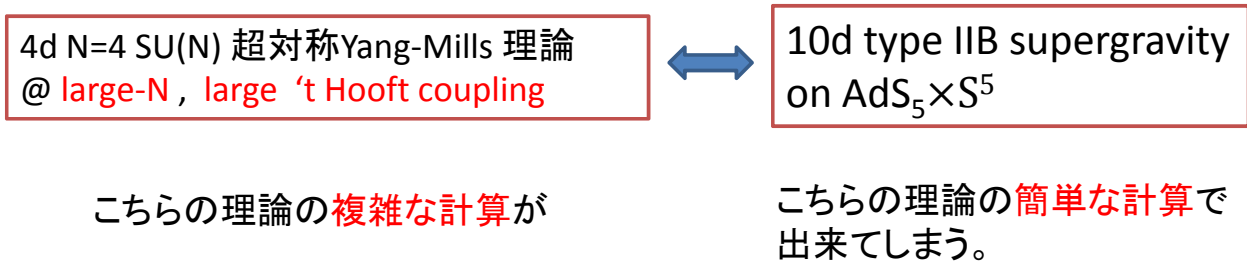 4d N=4 SU(N) 超対称Yang-Mills 理論
@ large-N , large ‘t Hooft coupling
10d type IIB supergravity
on AdS₅×S⁵
こちらの理論の複雑な計算が
こちらの理論の簡単な計算で
出来てしまう。